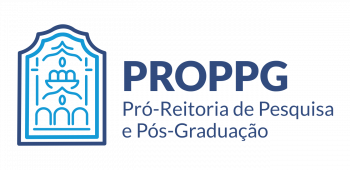 PROPPG
Pró-Reitoria de Pesquisa
e Pós-Graduação